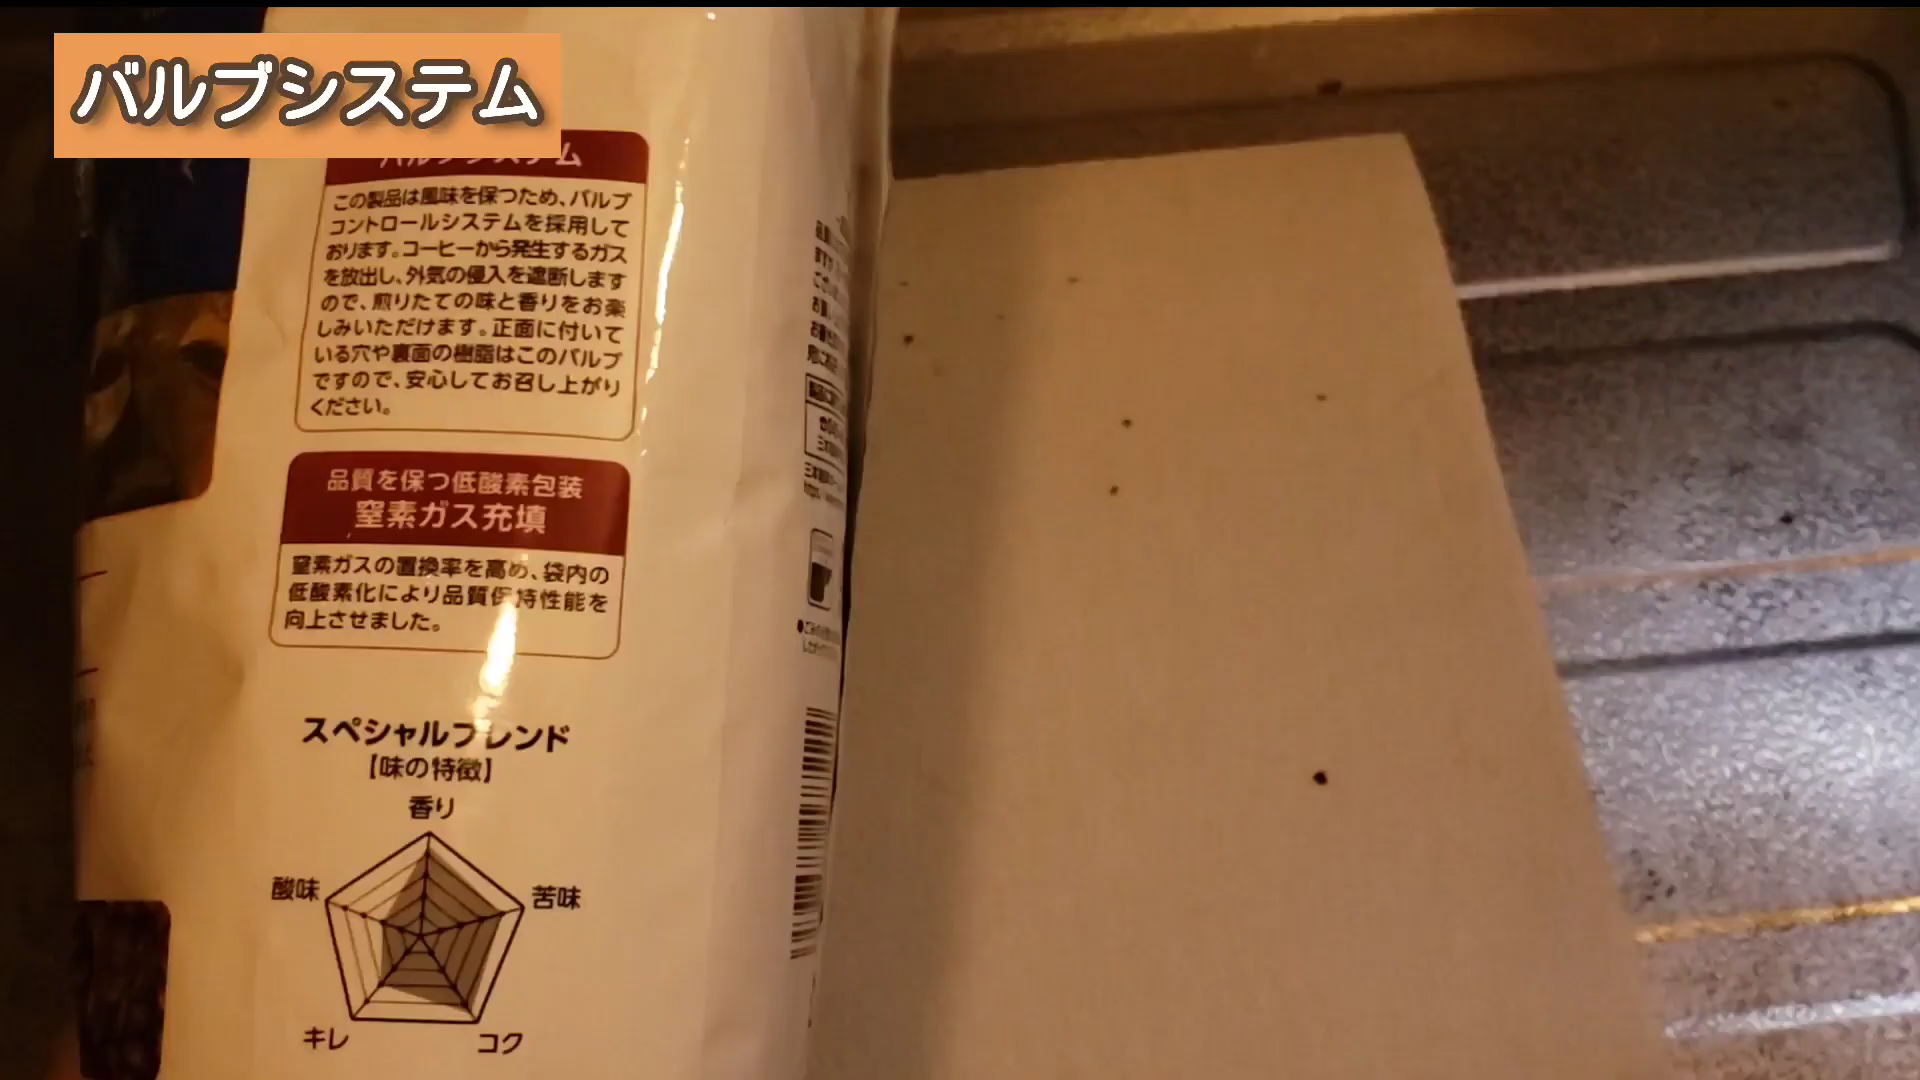 バルブシステム
この製品は風味を保つため、バルブ
コントロールシステムを採用して
おります。コーヒーから発生するガス
を放出し、外気の侵入を遮断します
ので、煎りたての味と香りをお楽
しみいただけます。正面に付いて
いる穴や裏面の樹脂はこのバルブ
ですので、安心してお召し上がり
ください。
品質を保つ低酸素包装
窒素ガス充填
窒素ガスの置換率を高め、袋内の
低酸素化により品質保持性能を
向上させました。
スペシャルブレンド
【味の特徴】
香り
酸味
苦味
キレ
コク